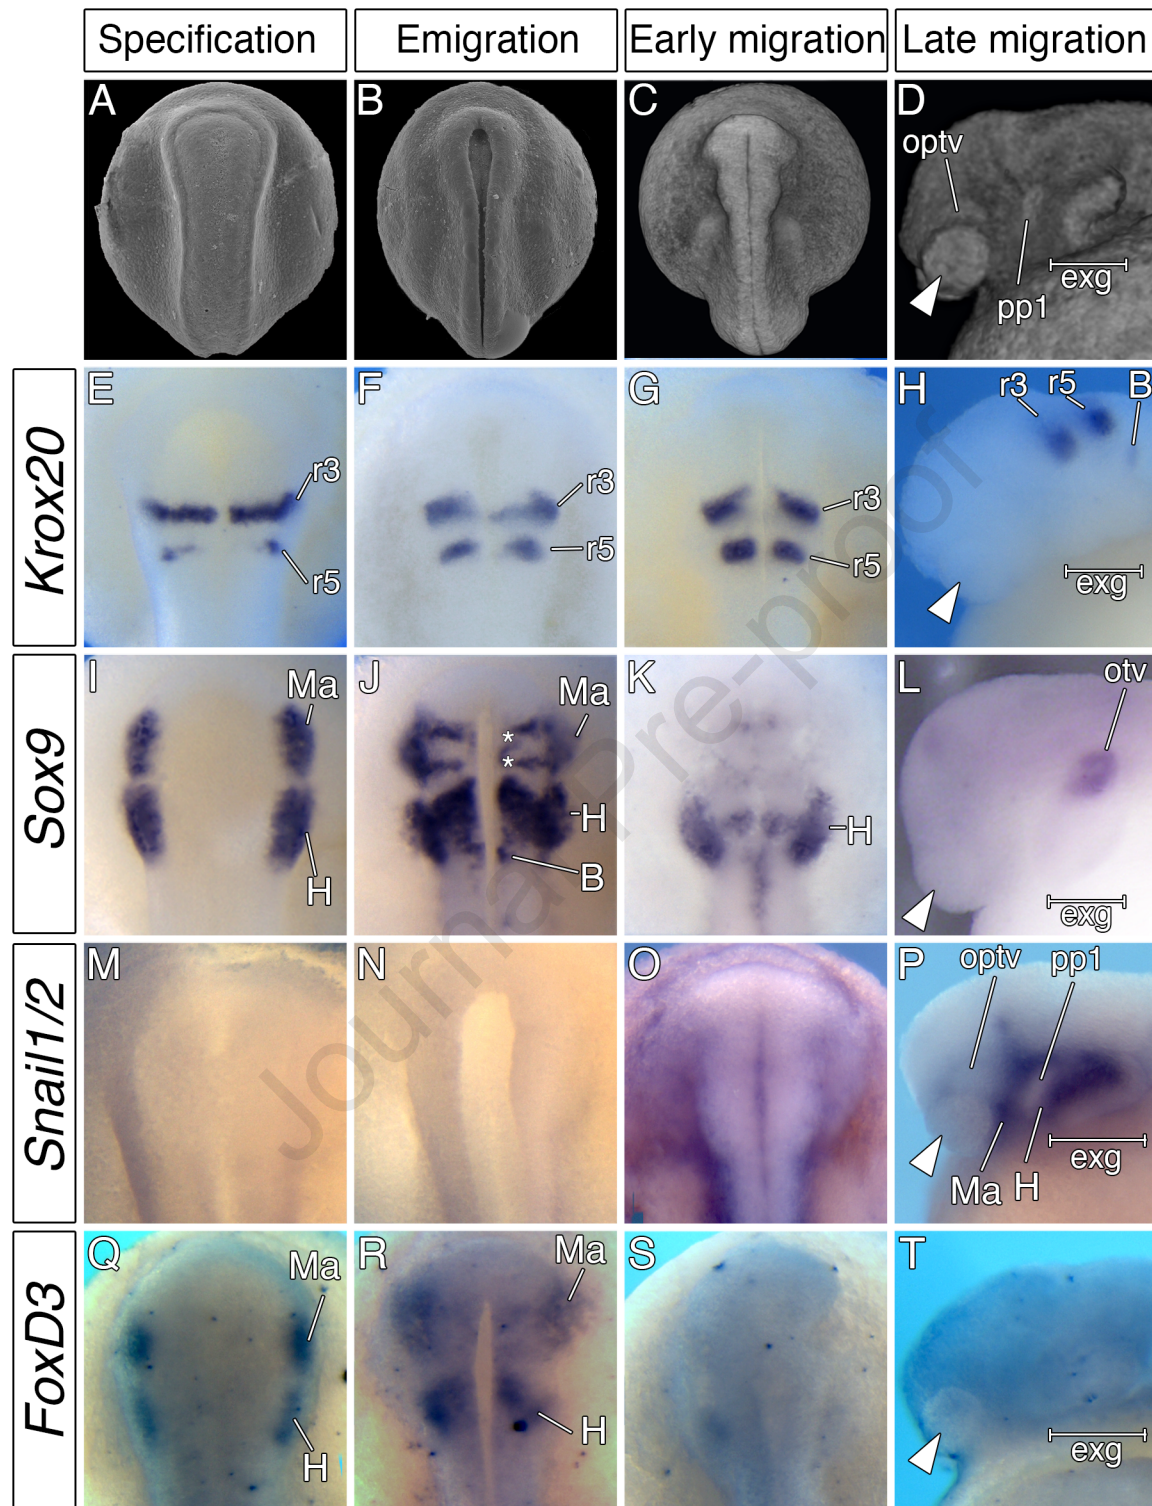 Specification
Emigration
Early migration
Late migration
A
B
C
D
optv
pp1
exg
Krox20
E
r3
r5
F
r3
r5
G
r3
r5
H
r3
r5
B
exg
Sox9
I
Ma
H
J
Ma
*
*
H
B
K
H
L
otv
exg
Snail1/2
M
N
O
P
optv
pp1
Ma
H
exg
FoxD3
Q
Ma
H
R
Ma
H
S
T
exg
Journal Pre-proof